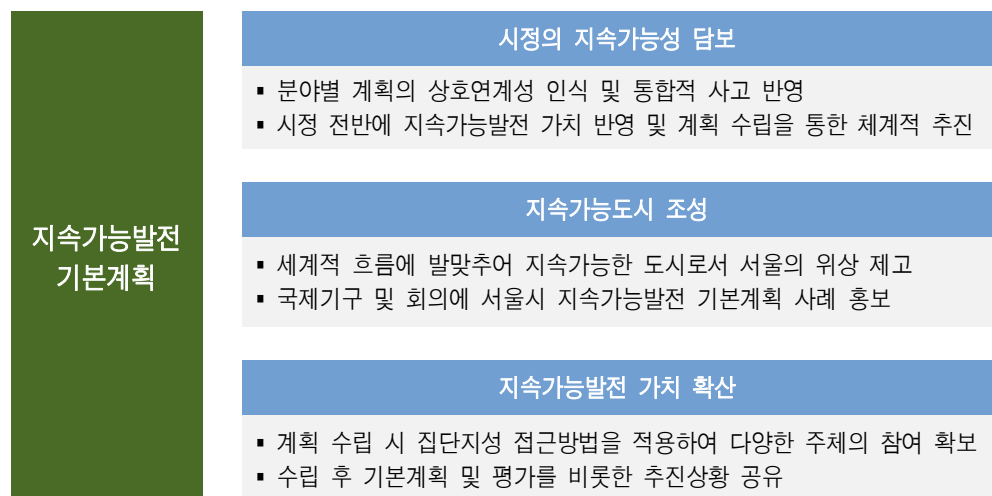 지속가능발전
기본계획
시정의 지속가능성 담보
▪ 분야별 계획의 상호연계성 인식 및 통합적 사고 반영
▪ 시정 전반에 지속가능발전 가치 반영 및 계획 수립을 통한 체계적 추진
지속가능도시 조성
▪ 세계적 흐름에 발맞추어 지속가능한 도시로서 서울의 위상 제고
▪ 국제기구 및 회의에 서울시 지속가능발전 기본계획 사례 홍보
지속가능발전 가치 확산
▪ 계획 수립 시 집단지성 접근방법을 적용하여 다양한 주체의 참여 확보
▪ 수립 후 기본계획 및 평가를 비롯한 추진상황 공유